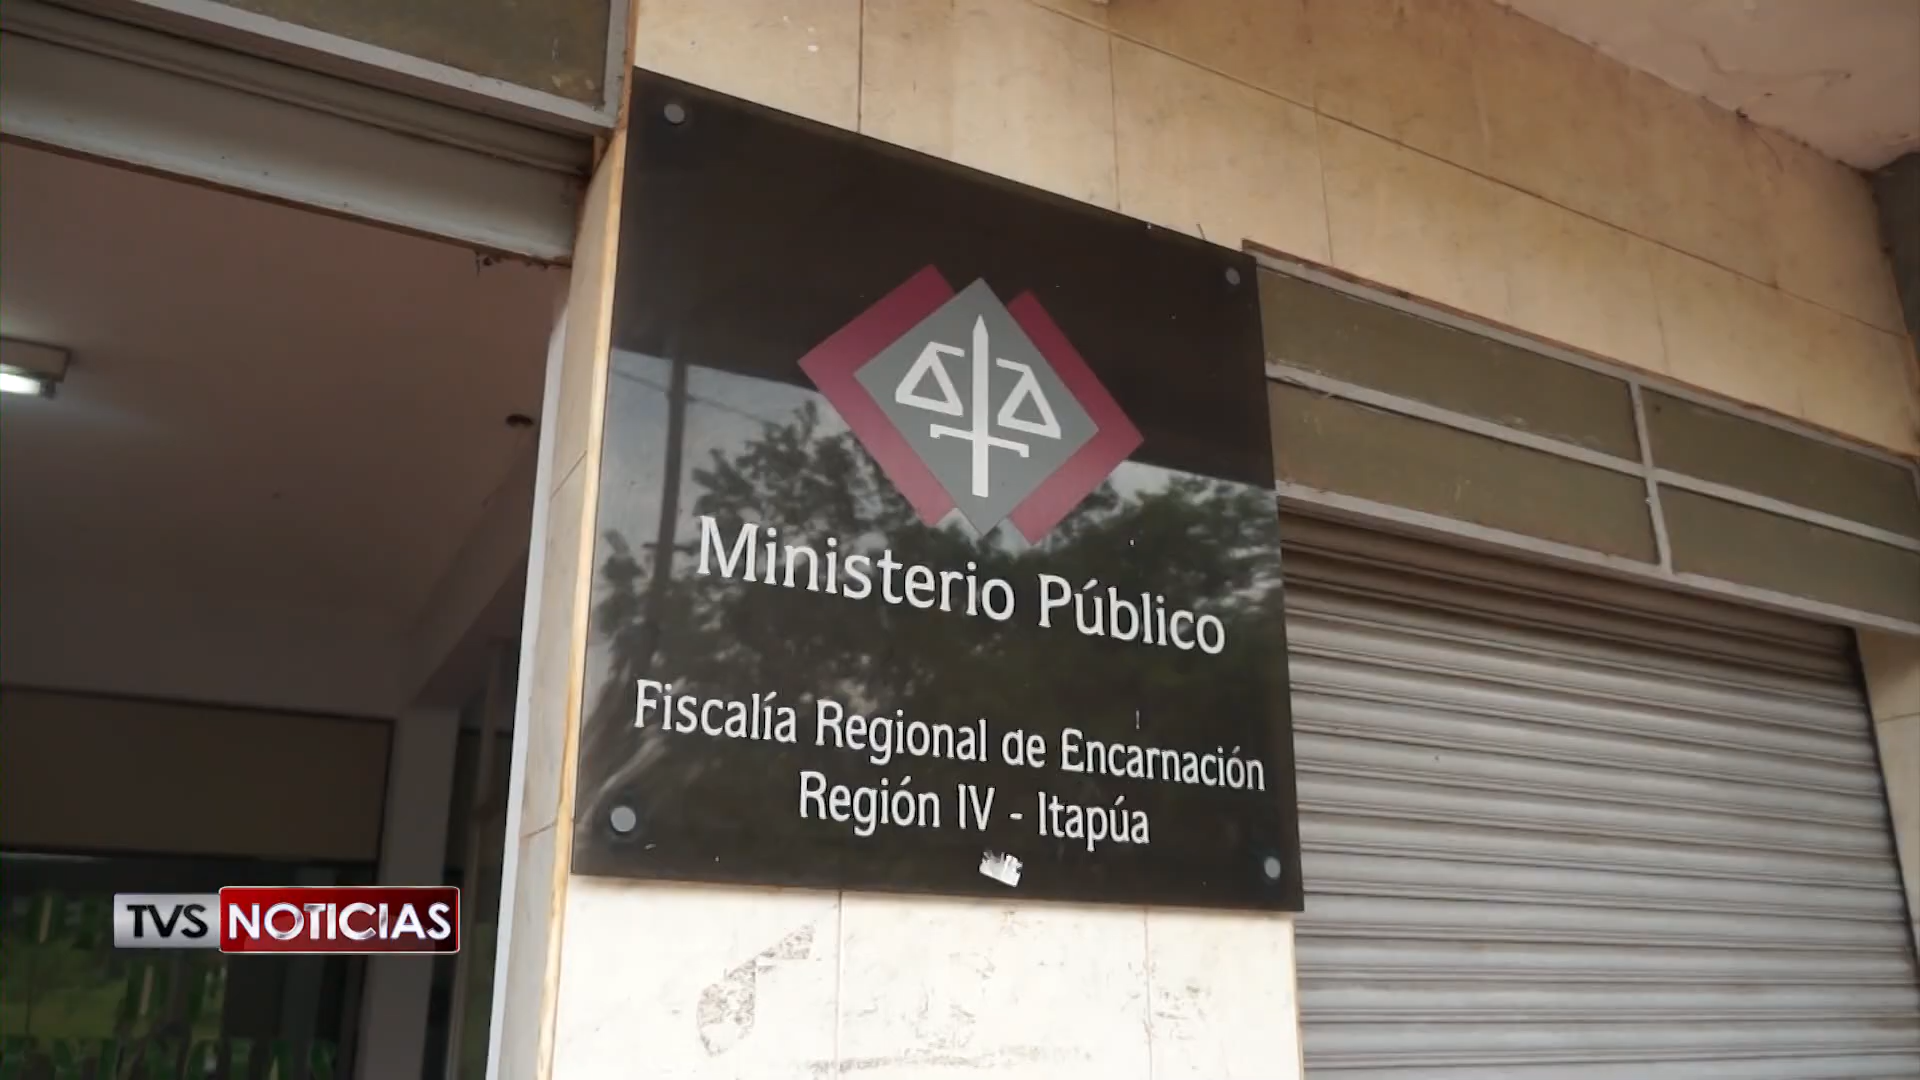 Ministerio Público
Fiscalía Regional de Encarnación
Región IV - Itapúa
TVS NOTICIAS